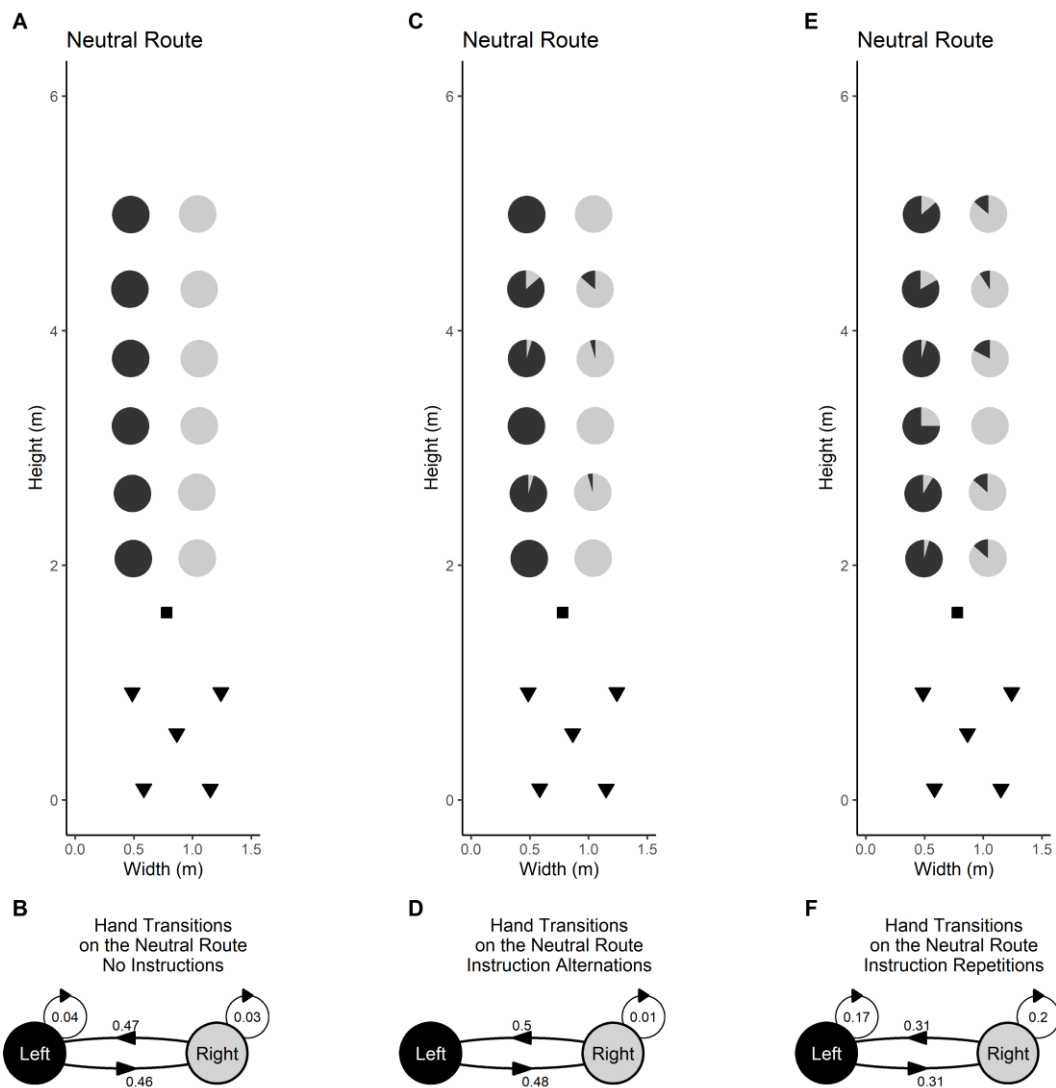 A
Neutral Route
6
4
2
0
Height (m)
0.0 0.5 1.0 1.5
Width (m)
C
Neutral Route
6
4
2
0
Height (m)
0.0 0.5 1.0 1.5
Width (m)
E
Neutral Route
6
4
2
0
Height (m)
0.0 0.5 1.0 1.5
Width (m)
B
Hand Transitions
on the Neutral Route
No Instructions
0.04
0.03
0.47
Left
Right
0.46
D
Hand Transitions
on the Neutral Route
Instruction Alternations
0.01
0.5
Left
Right
0.48
F
Hand Transitions
on the Neutral Route
Instruction Repetitions
0.17
0.2
0.31
Left
Right
0.31